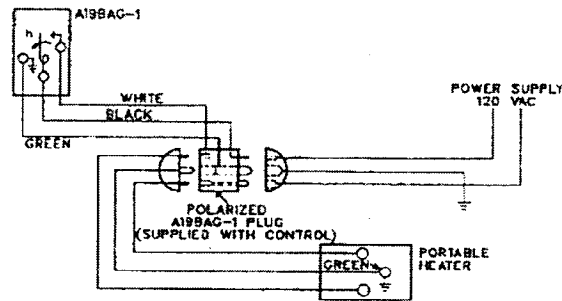 A19BAG-1
WHITE
BLACK
GREEN
POWER SUPPLY
120 VAC
POLARIZED
A19BAG-1 PLUG
(SUPPLIED WITH CONTROL)
GREEN
PORTABLE
HEATER